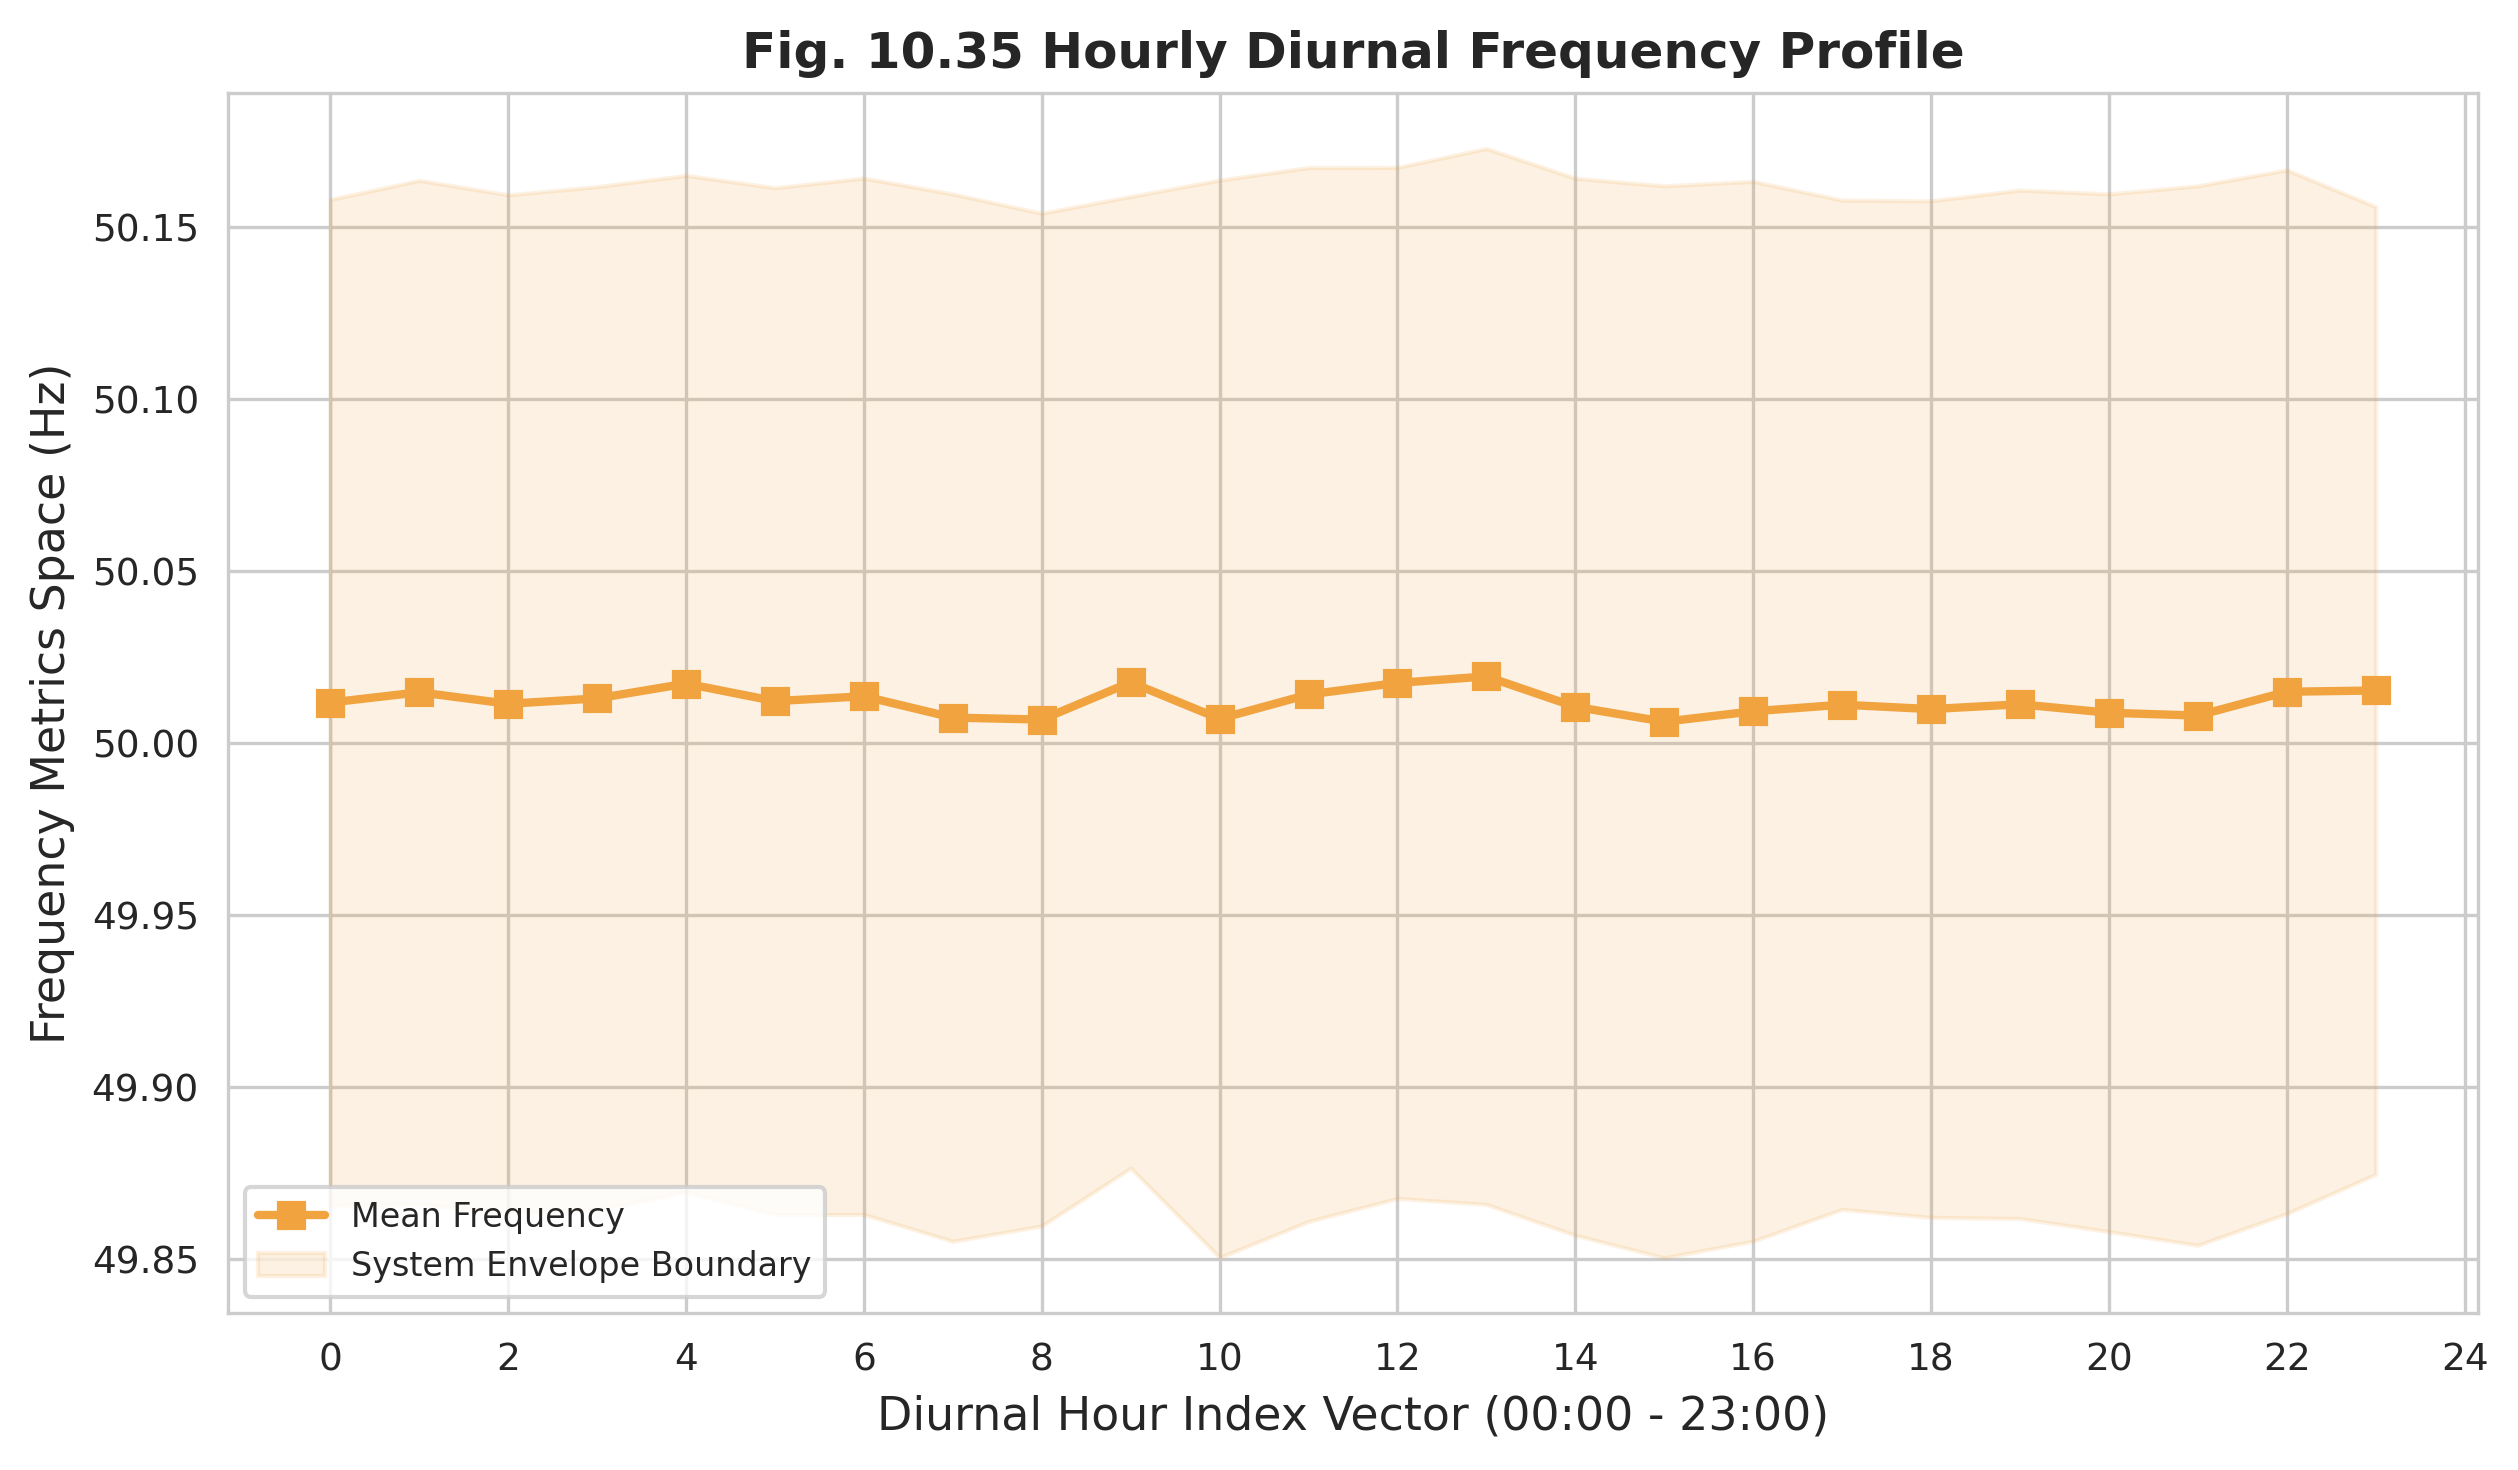 Fig. 10.35 Hourly Diurnal Frequency Profile
Frequency Metrics Space (Hz)
50.15
50.10
50.05
50.00
49.95
49.90
49.85
Mean Frequency
System Envelope Boundary
0 2 4 6 8 10 12 14 16 18 20 22 24
Diurnal Hour Index Vector (00:00 - 23:00)